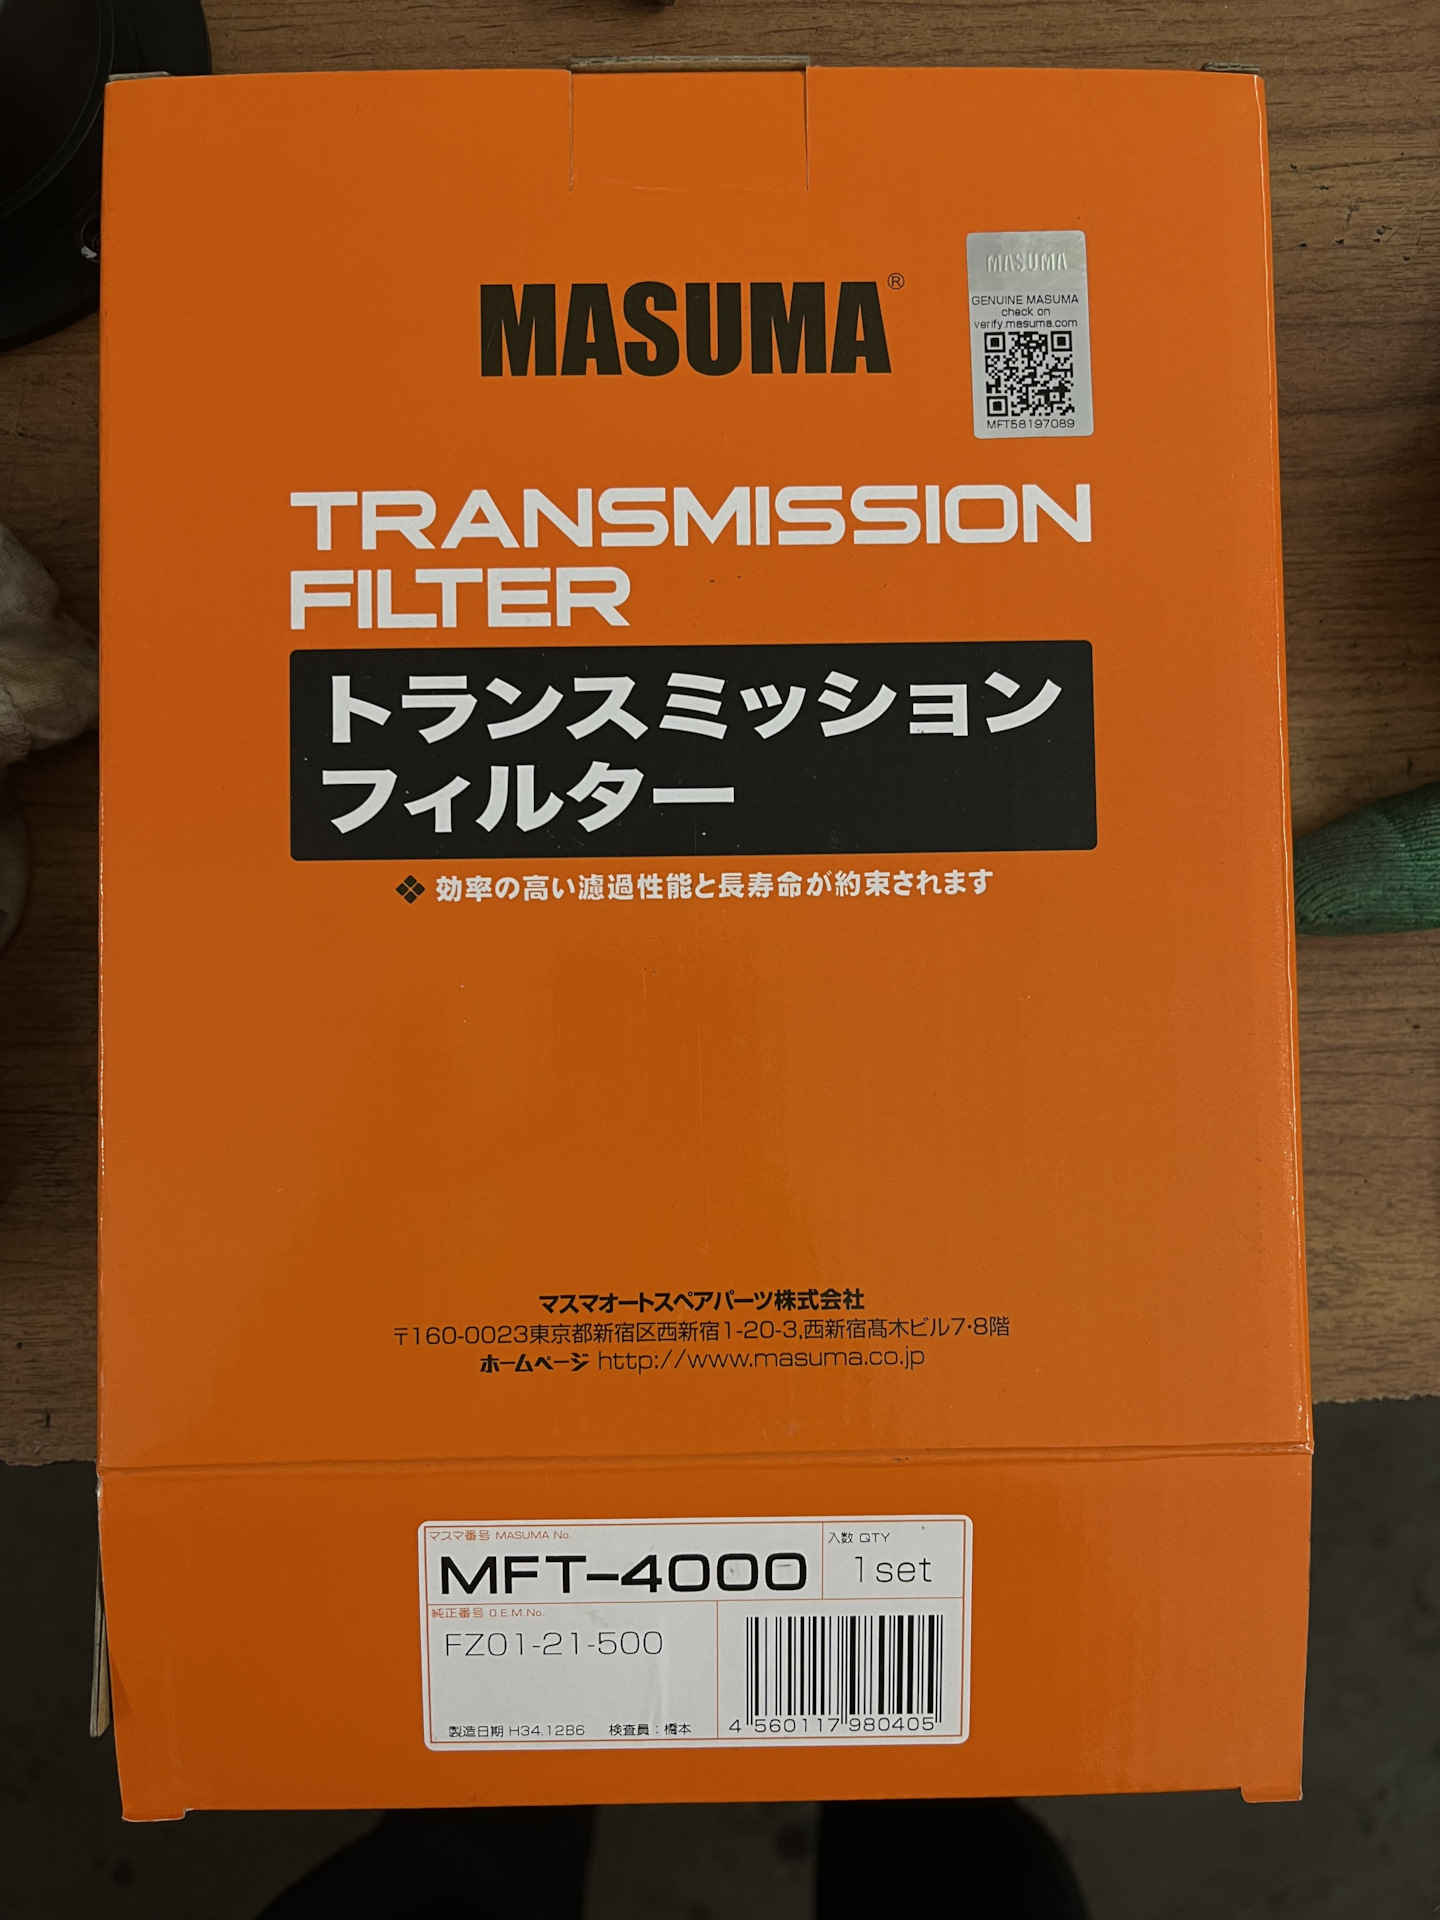 MASUMA®
MASUMA
GENUINE MASUMA
check on
verify.masuma.com
MFT58197089
TRANSMISSION
FILTER
トランスミッション
フィルター
❖ 効率の高い濾過性能と長寿命が約束されます
マスマオートスペアパーツ株式会社
〒160-0023東京都新宿区西新宿1-20-3,西新宿髙木ビル7·8階
ホームページ http://www.masuma.co.jp
マスマ番号 MASUMA No.
MFT-4000
入数 QTY
1set
純正番号 O.E.M.No.
FZ01-21-500
製造日期 H34.12B6 検査員:橋本
4 560117 980405